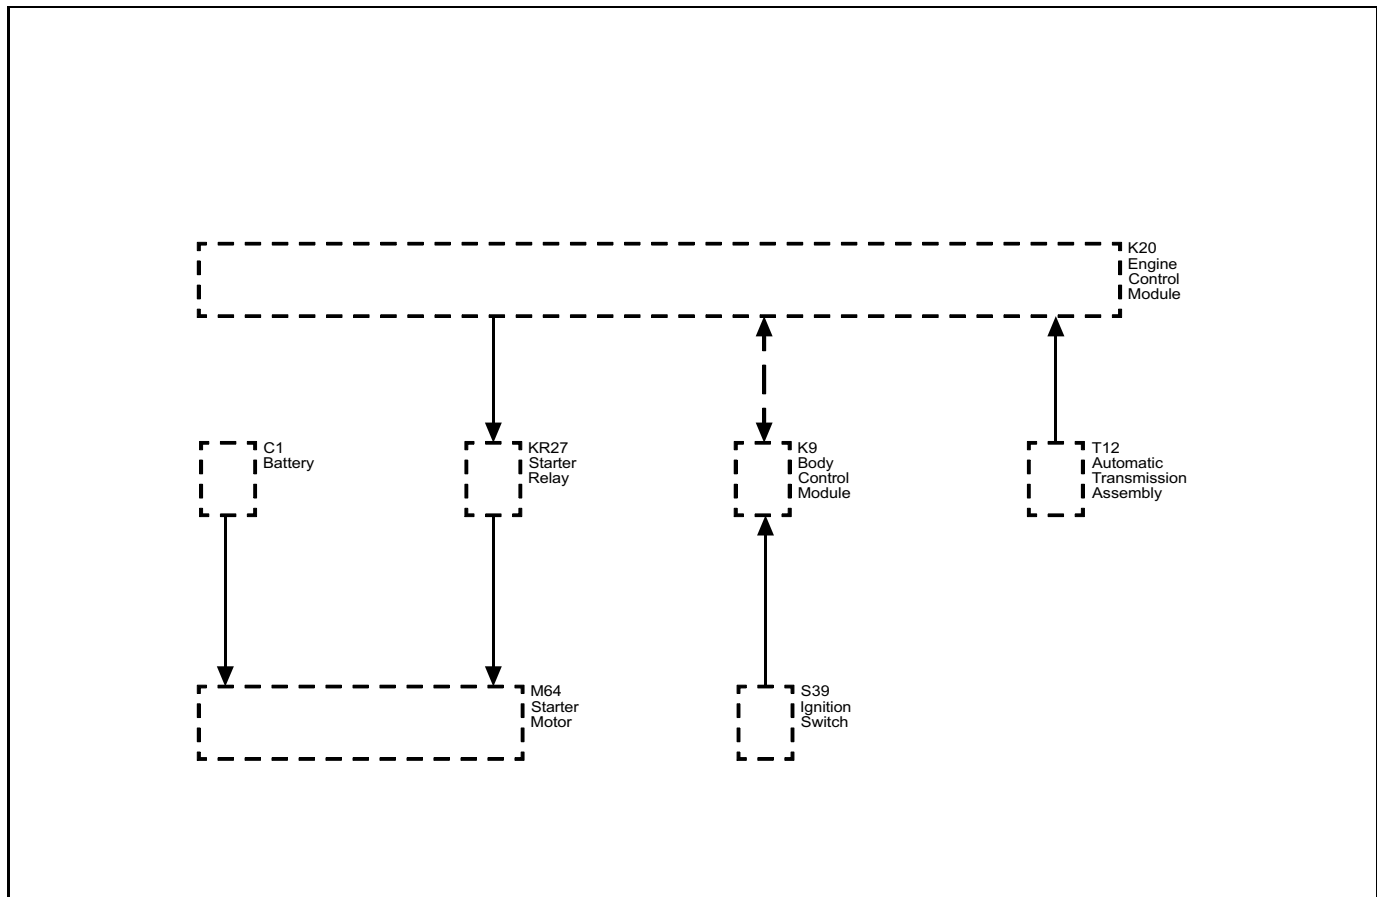 K20
Engine
Control
Module
C1
Battery
KR27
Starter
Relay
K9
Body
Control
Module
T12
Automatic
Transmission
Assembly
M64
Starter
Motor
S39
Ignition
Switch